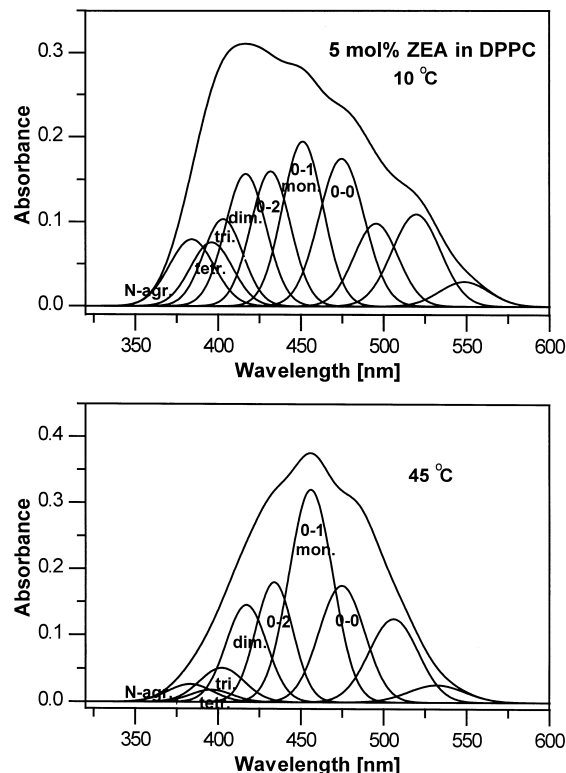 5 mol% ZEA in DPPC
10 °C
Absorbance
0.3
0.2
0.1
0.0
0-1
mon.
0-0
0-2
dim.
tri.
tetr.
N-agr.
350 400 450 500 550 600
Wavelength [nm]
45 °C
Absorbance
0.4
0.3
0.2
0.1
0.0
0-1
mon.
0-2
0-0
dim.
tri.
N-agr.
tetr.
350 400 450 500 550 600
Wavelength [nm]